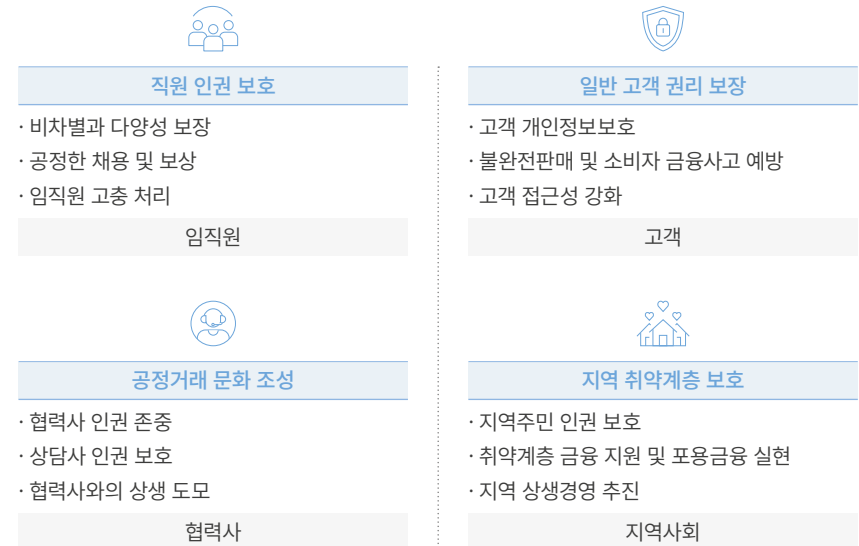 직원 인권 보호
· 비차별과 다양성 보장
· 공정한 채용 및 보상
· 임직원 고충 처리
임직원
일반 고객 권리 보장
· 고객 개인정보보호
· 불완전판매 및 소비자 금융사고 예방
· 고객 접근성 강화
고객
공정거래 문화 조성
· 협력사 인권 존중
· 상담사 인권 보호
· 협력사와의 상생 도모
협력사
지역 취약계층 보호
· 지역주민 인권 보호
· 취약계층 금융 지원 및 포용금융 실현
· 지역 상생경영 추진
지역사회